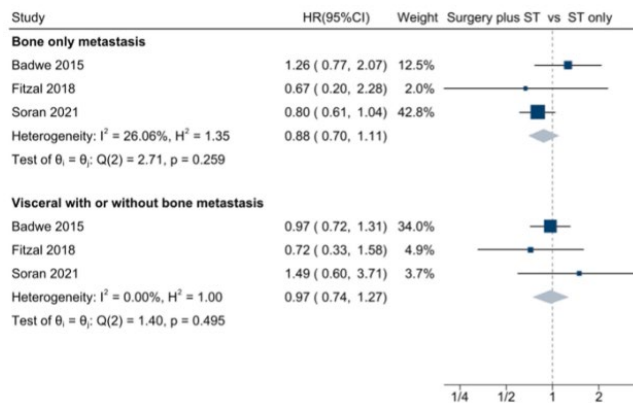 Study HR(95%CI) Weight Surgery plus ST vs ST only
Bone only metastasis
Badwe 2015 1.26 ( 0.77, 2.07) 12.5%
Fitzal 2018 0.67 ( 0.20, 2.28) 2.0%
Soran 2021 0.80 ( 0.61, 1.04) 42.8%
Heterogeneity: I² = 26.06%, H² = 1.35 0.88 ( 0.70, 1.11)
Test of θᵢ = θⱼ: Q(2) = 2.71, p = 0.259
Visceral with or without bone metastasis
Badwe 2015 0.97 ( 0.72, 1.31) 34.0%
Fitzal 2018 0.72 ( 0.33, 1.58) 4.9%
Soran 2021 1.49 ( 0.60, 3.71) 3.7%
Heterogeneity: I² = 0.00%, H² = 1.00 0.97 ( 0.74, 1.27)
Test of θᵢ = θⱼ: Q(2) = 1.40, p = 0.495
1/4 1/2 1 2